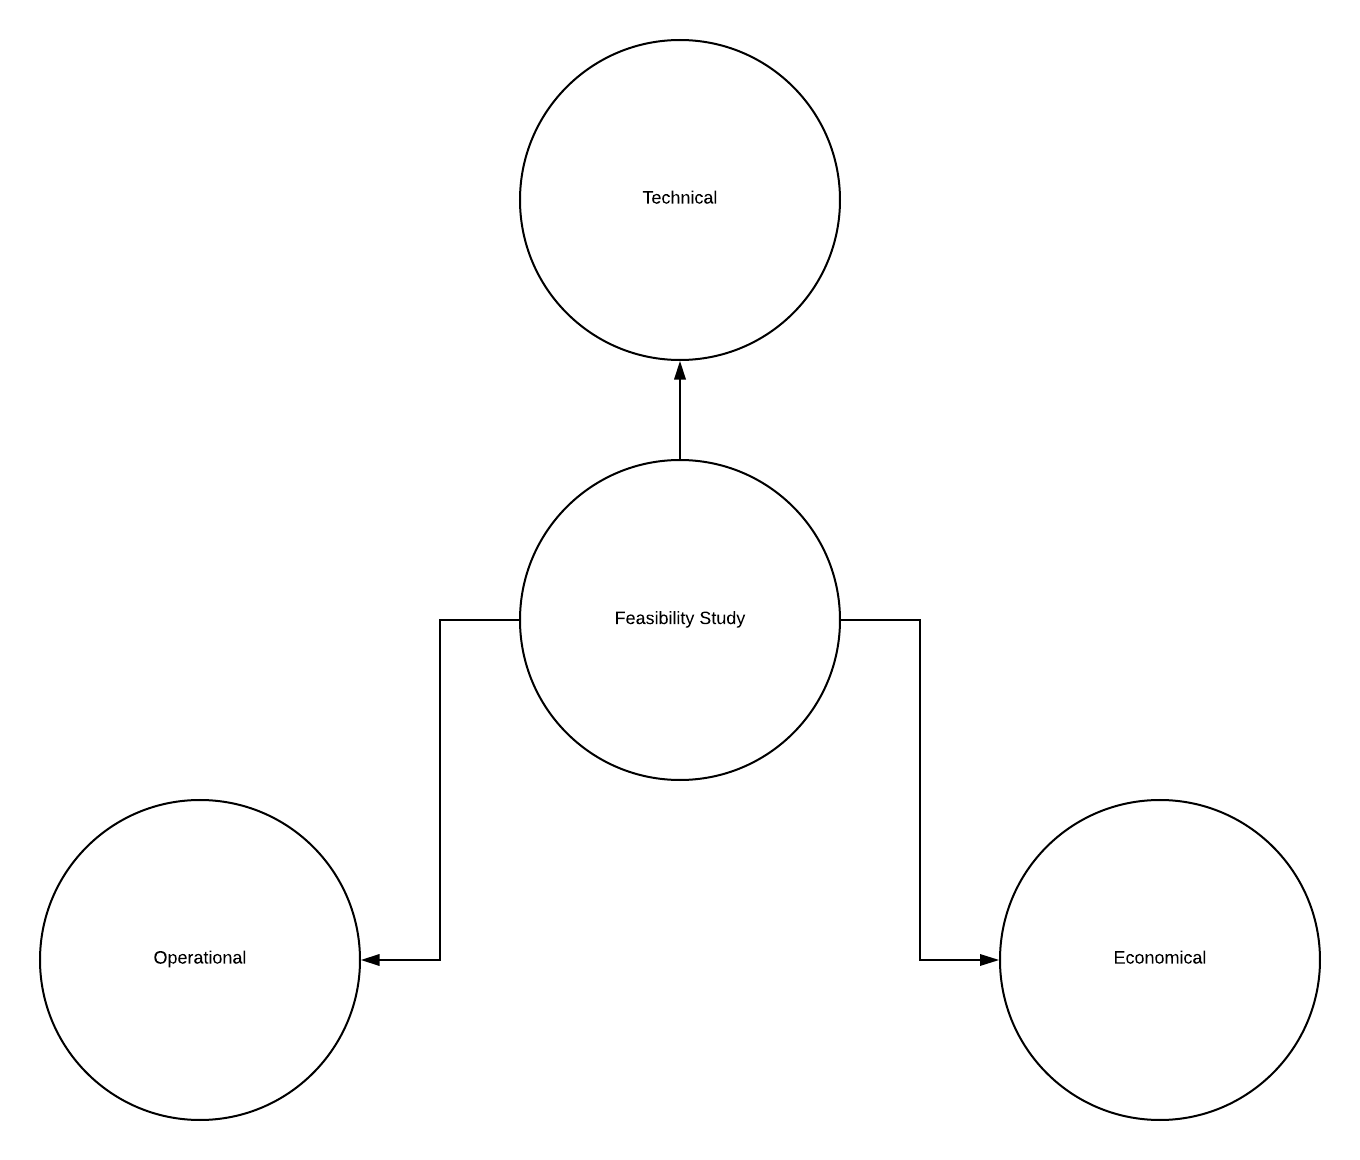 Technical
Feasibility Study
Operational
Economical